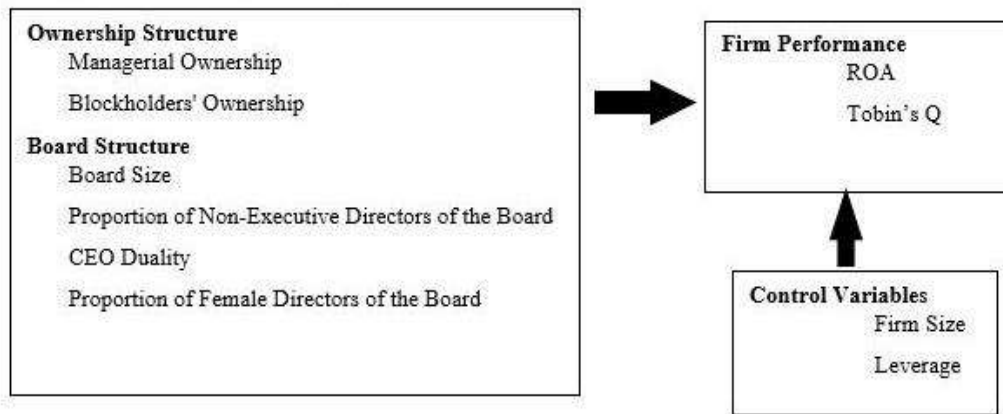 Ownership Structure
Managerial Ownership
Blockholders' Ownership
Board Structure
Board Size
Proportion of Non-Executive Directors of the Board
CEO Duality
Proportion of Female Directors of the Board
Firm Performance
ROA
Tobin's Q
Control Variables
Firm Size
Leverage